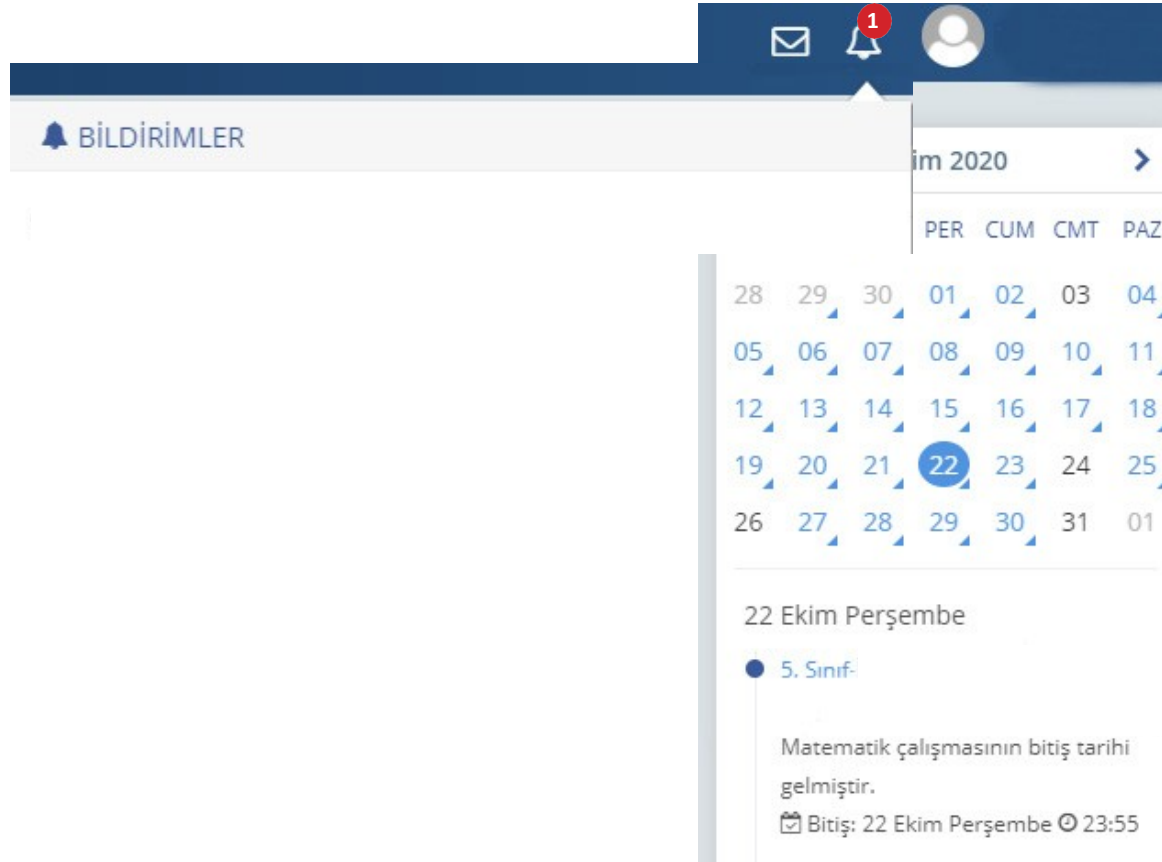 1
BİLDİRİMLER
im 2020
PER CUM CMT PAZ
28 29 30 01 02 03 04
05 06 07 08 09 10 11
12 13 14 15 16 17 18
19 20 21 22 23 24 25
26 27 28 29 30 31 01
22 Ekim Perşembe
5. Sınıf-
Matematik çalışmasının bitiş tarihi
gelmiştir.
Bitiş: 22 Ekim Perşembe 23:55